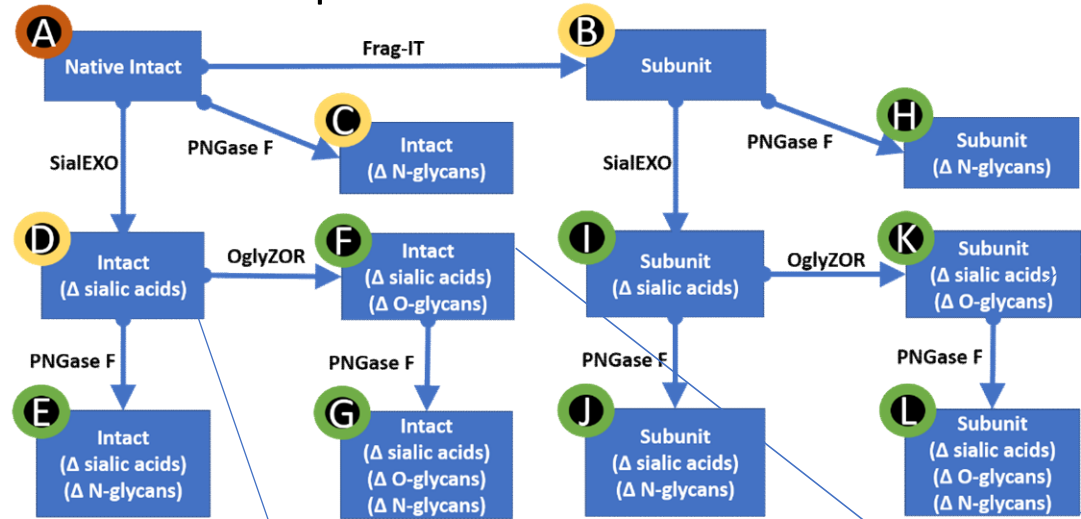 A
Native Intact
Frag-IT
B
Subunit
SialEXO
PNGase F
C
Intact
(Δ N-glycans)
SialEXO
PNGase F
H
Subunit
(Δ N-glycans)
D
Intact
(Δ sialic acids)
OglyZOR
F
Intact
(Δ sialic acids)
(Δ O-glycans)
I
Subunit
(Δ sialic acids)
OglyZOR
K
Subunit
(Δ sialic acids)
(Δ O-glycans)
PNGase F
PNGase F
PNGase F
PNGase F
E
Intact
(Δ sialic acids)
(Δ N-glycans)
G
Intact
(Δ sialic acids)
(Δ O-glycans)
(Δ N-glycans)
J
Subunit
(Δ sialic acids)
(Δ N-glycans)
L
Subunit
(Δ sialic acids)
(Δ O-glycans)
(Δ N-glycans)